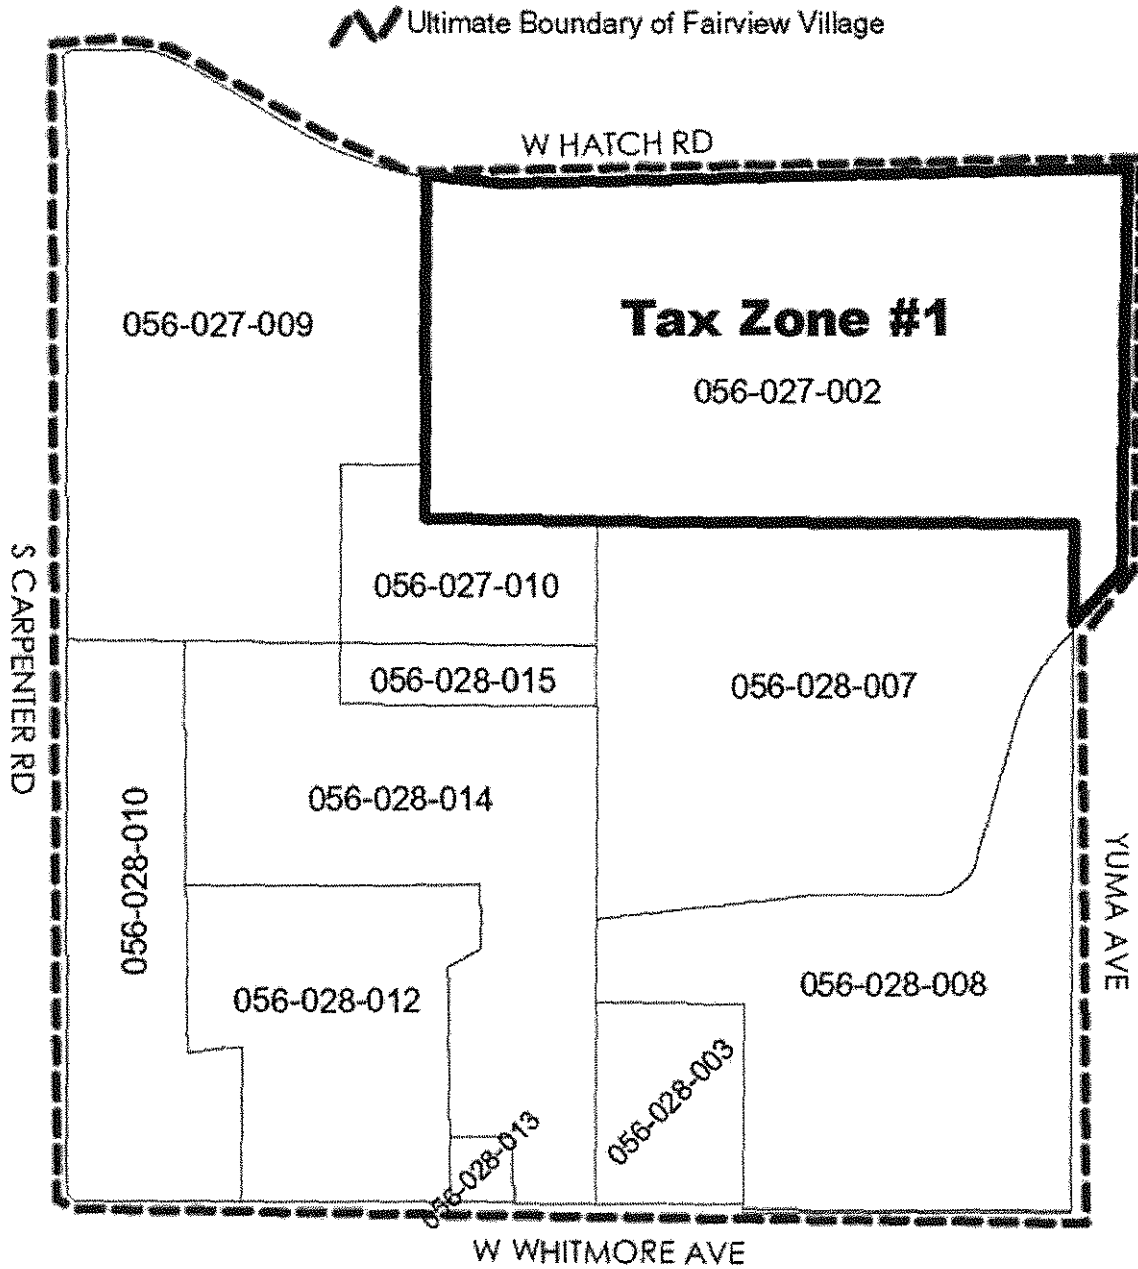 Ultimate Boundary of Fairview Village
W HATCH RD
Tax Zone #1
056-027-009
056-027-002
S CARPENTER RD
056-027-010
056-028-015
056-028-007
056-028-014
056-028-010
YUMA AVE
056-028-012
056-028-008
056-028-003
056-028-013
W WHITMORE AVE